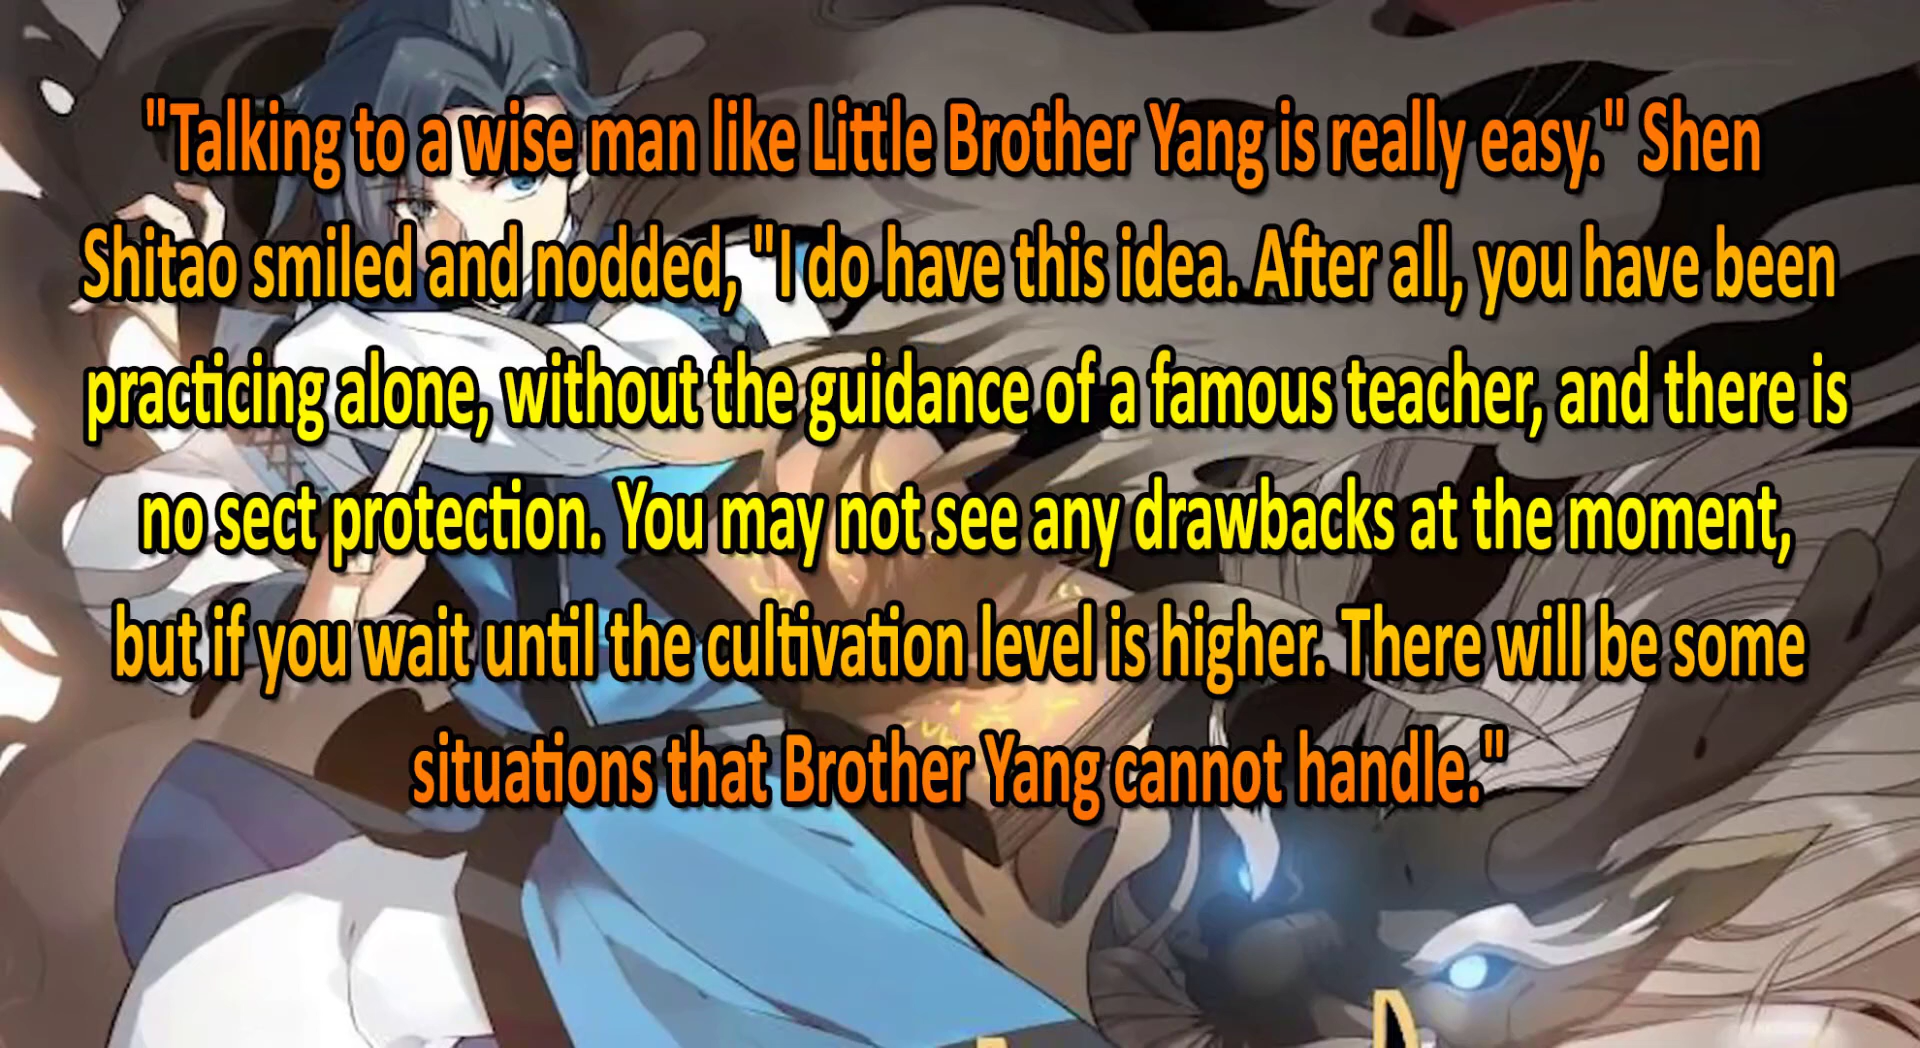 "Talking to a wise man like Little Brother Yang is really easy." Shen
Shitao smiled and nodded, "I do have this idea. After all, you have been
practicing alone, without the guidance of a famous teacher, and there is
no sect protection. You may not see any drawbacks at the moment,
but if you wait until the cultivation level is higher. There will be some
situations that Brother Yang cannot handle."